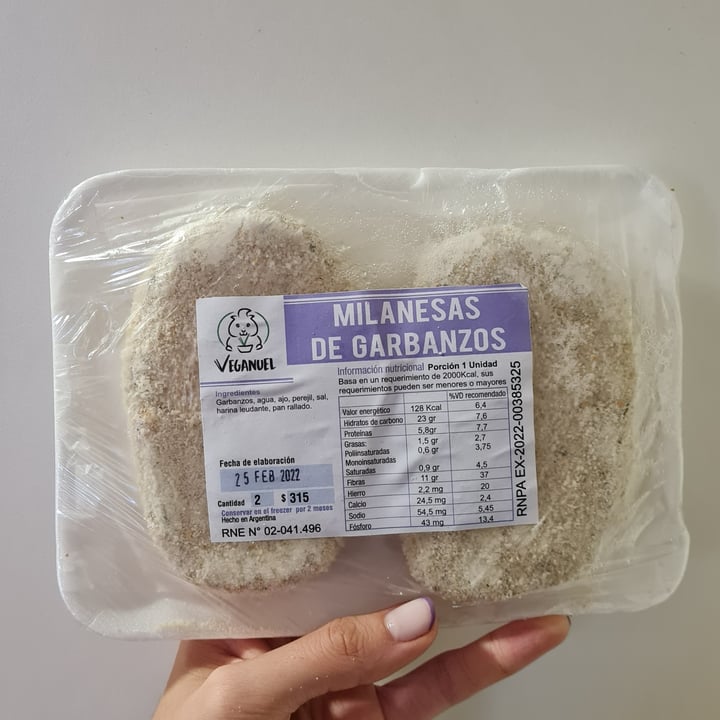 MILANESAS
DE GARBANZOS
VEGANUEL
Ingredientes
Garbanzos, agua, ajo, perejil, sal,
harina leudante, pan rallado.
Fecha de elaboración
25 FEB 2022
Cantidad 2 $ 315
Conservar en el freezer por 2 meses
Hecho en Argentina
RNE N° 02-041.496
Información nutricional Porción 1 Unidad
Basa en un requerimiento de 2000Kcal, sus
requerimientos pueden ser menores o mayores
%VD recomendado
Valor energético 128 Kcal 6,4
Hidratos de carbono 23 gr 7,6
Proteínas 5,8gr 7,7
Grasas: 1,5 gr 2,7
Poliinsaturadas 0,6 gr 3,75
Monoinsaturadas
Saturadas 0,9 gr 4,5
Fibras 11 gr 37
Hierro 2,2 mg 20
Calcio 24,5 mg 2,4
Sodio 54,5 mg 5,45
Fósforo 43 mg 13,4
RNPA EX-2022-00385325